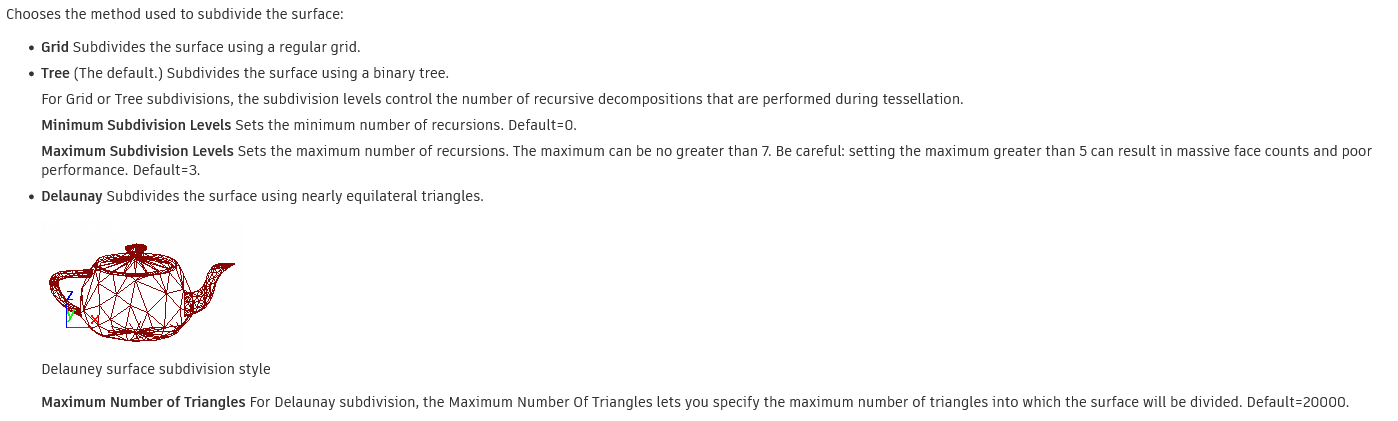 Chooses the method used to subdivide the surface:
• Grid Subdivides the surface using a regular grid.
• Tree (The default.) Subdivides the surface using a binary tree.
For Grid or Tree subdivisions, the subdivision levels control the number of recursive decompositions that are performed during tessellation.
Minimum Subdivision Levels Sets the minimum number of recursions. Default=0.
Maximum Subdivision Levels Sets the maximum number of recursions. The maximum can be no greater than 7. Be careful: setting the maximum greater than 5 can result in massive face counts and poor
performance. Default=3.
• Delaunay Subdivides the surface using nearly equilateral triangles.
Z
y
X
Delauney surface subdivision style
Maximum Number of Triangles For Delaunay subdivision, the Maximum Number Of Triangles lets you specify the maximum number of triangles into which the surface will be divided. Default=20000.